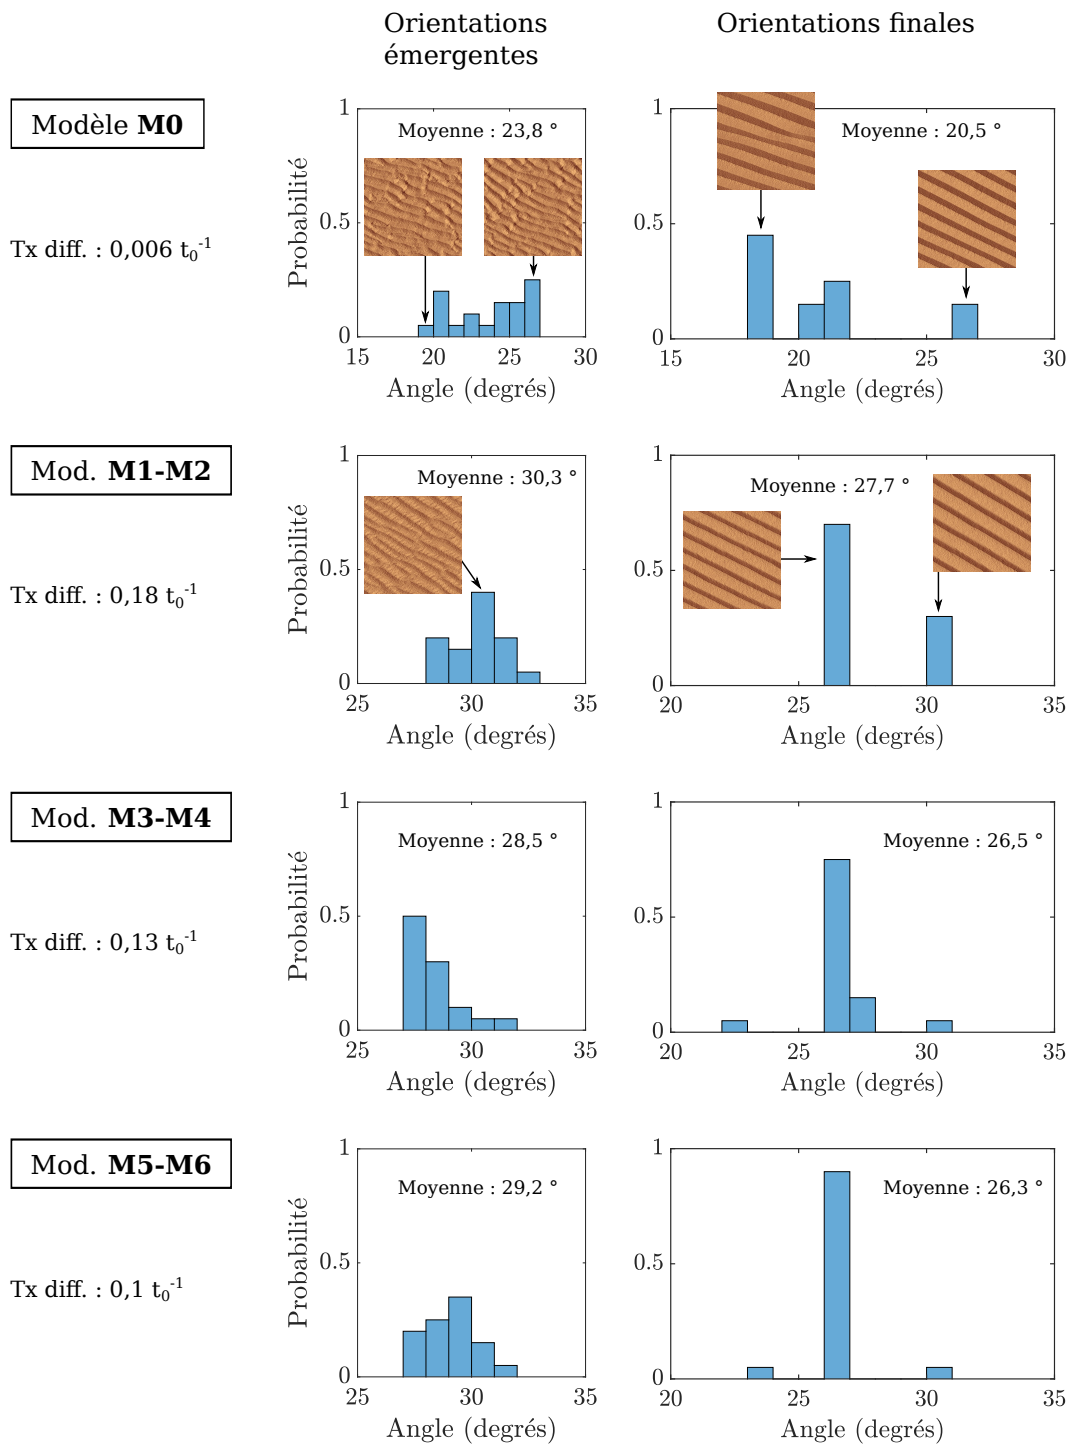 Orientations
émergentes
Orientations finales
Modèle M0
Tx diff. : 0,006 t₀⁻¹
1
0.5
0
Probabilité
Moyenne : 23,8 °
15 20 25 30
Angle (degrés)
1
0.5
0
Moyenne : 20,5 °
15 20 25 30
Angle (degrés)
Mod. M1-M2
Tx diff. : 0,18 t₀⁻¹
1
0.5
0
Probabilité
Moyenne : 30,3 °
25 30 35
Angle (degrés)
1
0.5
0
Moyenne : 27,7 °
20 25 30 35
Angle (degrés)
Mod. M3-M4
Tx diff. : 0,13 t₀⁻¹
1
0.5
0
Probabilité
Moyenne : 28,5 °
25 30 35
Angle (degrés)
1
0.5
0
Moyenne : 26,5 °
20 25 30 35
Angle (degrés)
Mod. M5-M6
Tx diff. : 0,1 t₀⁻¹
1
0.5
0
Probabilité
Moyenne : 29,2 °
25 30 35
Angle (degrés)
1
0.5
0
Moyenne : 26,3 °
20 25 30 35
Angle (degrés)